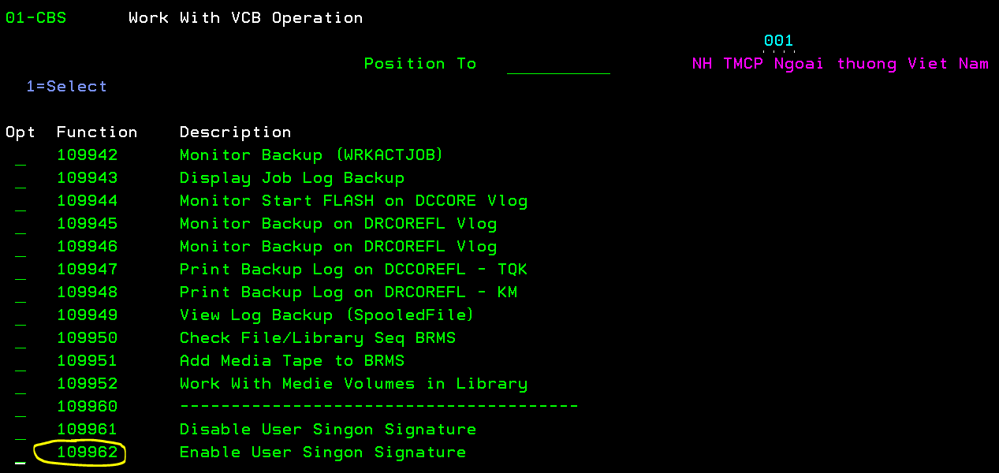 01-CBS Work With VCB Operation
001
Position To NH TMCP Ngoai thuong Viet Nam
1=Select
Opt Function Description
109942 Monitor Backup (WRKACTJOB)
109943 Display Job Log Backup
109944 Monitor Start FLASH on DCCORE Vlog
109945 Monitor Backup on DRCOREFL Vlog
109946 Monitor Backup on DRCOREFL Vlog
109947 Print Backup Log on DCCOREFL - TQK
109948 Print Backup Log on DRCOREFL - KM
109949 View Log Backup (SpooledFile)
109950 Check File/Library Seq BRMS
109951 Add Media Tape to BRMS
109952 Work With Medie Volumes in Library
109960 ---------------------------------------
109961 Disable User Singon Signature
109962 Enable User Singon Signature